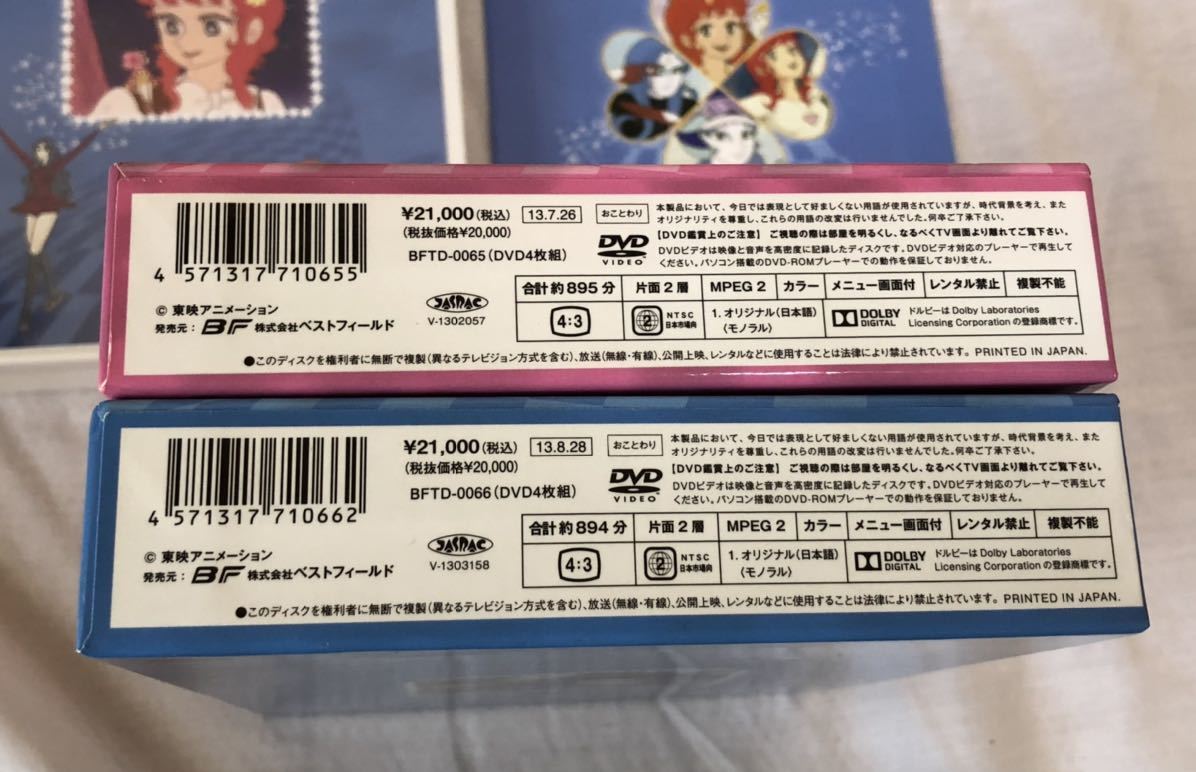 ¥21,000(税込) 13.7.26
(税抜価格¥20,000)
BFTD-0065(DVD4枚組)
4 571317 710655
おことわり
本製品において、今日では表現として好ましくない用語が使用されていますが、時代背景を考え、また
オリジナリティを尊重し、これらの用語の改変は行いませんでした。何卒ご了承下さい。
DVD VIDEO
【DVD鑑賞上のご注意】 ご視聴の際は部屋を明るくし、なるべくTV画面より離れてご覧下さい。
DVDビデオは映像と音声を高密度に記録したディスクです。DVDビデオ対応のプレーヤーで再生して
ください。パソコン搭載のDVD-ROMプレーヤーでの動作を保証しておりません。
© 東映アニメーション
発売元: BF 株式会社ベストフィールド
JASRAC
V-1302057
合計約895分 片面2層 MPEG 2 カラー メニュー画面付 レンタル禁止 複製不能
4:3 2 NTSC 日本市場向 1. オリジナル(日本語) (モノラル) DOLBY DIGITAL ドルビーは Dolby Laboratories
Licensing Corporation の登録商標です。
●このディスクを権利者に無断で複製(異なるテレビジョン方式を含む)、放送(無線・有線)、公開上映、レンタルなどに使用することは法律により禁止されています。 PRINTED IN JAPAN.
¥21,000(税込) 13.8.28
(税抜価格¥20,000)
BFTD-0066(DVD4枚組)
4 571317 710662
おことわり
本製品において、今日では表現として好ましくない用語が使用されていますが、時代背景を考え、また
オリジナリティを尊重し、これらの用語の改変は行いませんでした。何卒ご了承下さい。
DVD VIDEO
【DVD鑑賞上のご注意】 ご視聴の際は部屋を明るくし、なるべくTV画面より離れてご覧下さい。
DVDビデオは映像と音声を高密度に記録したディスクです。DVDビデオ対応のプレーヤーで再生して
ください。パソコン搭載のDVD-ROMプレーヤーでの動作を保証しておりません。
© 東映アニメーション
発売元: BF 株式会社ベストフィールド
JASRAC
V-1303158
合計約894分 片面2層 MPEG 2 カラー メニュー画面付 レンタル禁止 複製不能
4:3 2 NTSC 日本市場向 1. オリジナル(日本語) (モノラル) DOLBY DIGITAL ドルビーは Dolby Laboratories
Licensing Corporation の登録商標です。
●このディスクを権利者に無断で複製(異なるテレビジョン方式を含む)、放送(無線・有線)、公開上映、レンタルなどに使用することは法律により禁止されています。 PRINTED IN JAPAN.